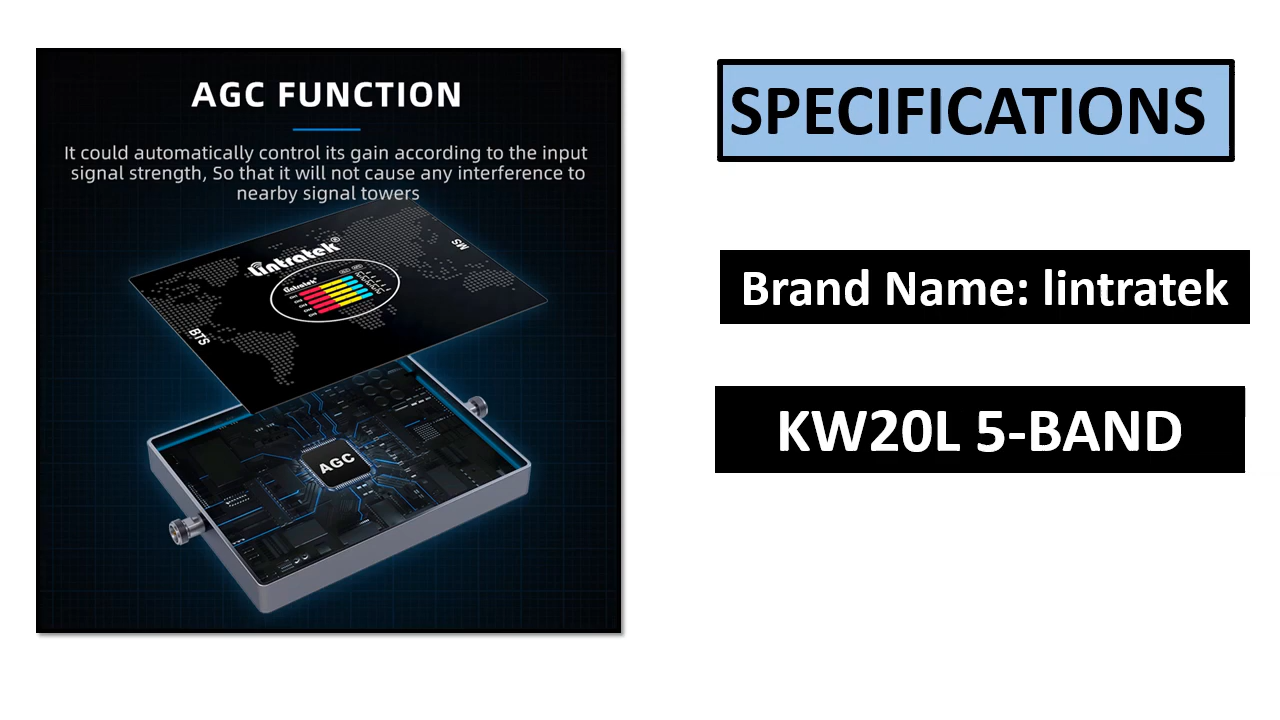 AGC FUNCTION
It could automatically control its gain according to the input
signal strength, So that it will not cause any interference to
nearby signal towers
Lintratek®
MS
Lintratek
BTS
AGC
SPECIFICATIONS
Brand Name: lintratek
KW20L 5-BAND